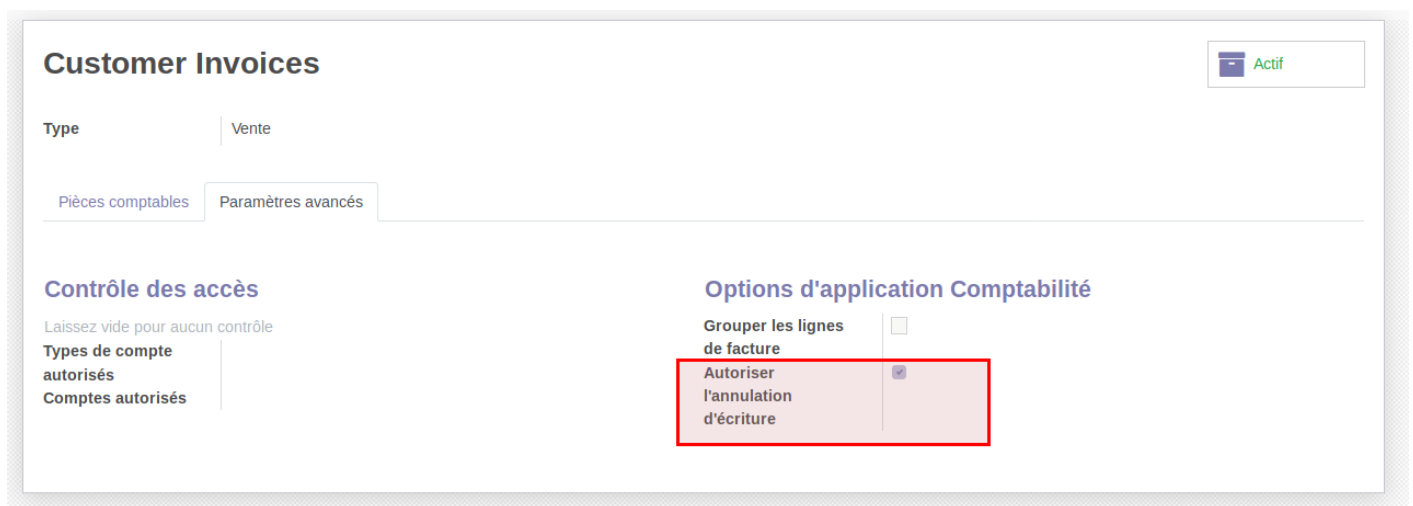 Customer Invoices
Actif
Type
Vente
Pièces comptables
Paramètres avancés
Contrôle des accès
Laissez vide pour aucun contrôle
Types de compte
autorisés
Comptes autorisés
Options d'application Comptabilité
Grouper les lignes
de facture
Autoriser
l'annulation
d'écriture